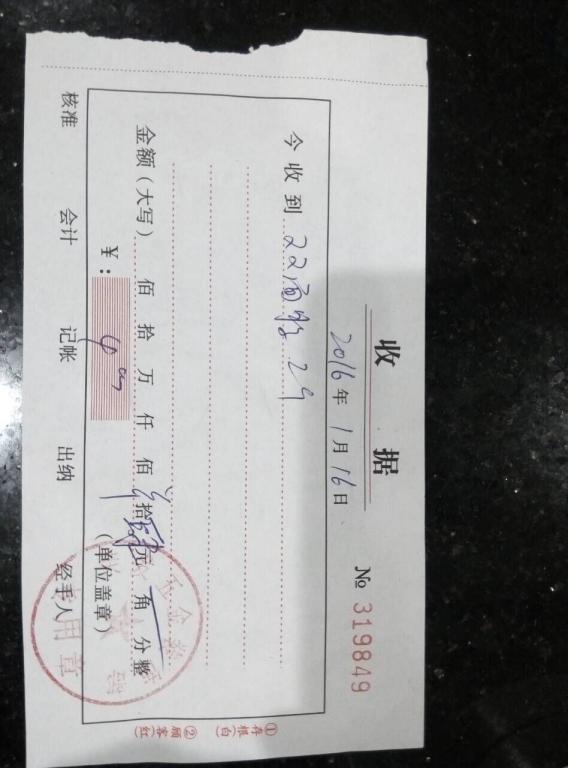 收据
№ 319849
2016年1月16日
今收到 22
金额（大写） 佰 拾 万 仟 佰 拾 元 角 分整
￥：
（单位盖章）
核准 会计 记帐 出纳 经手人
①存根（白） ②顾客（红）